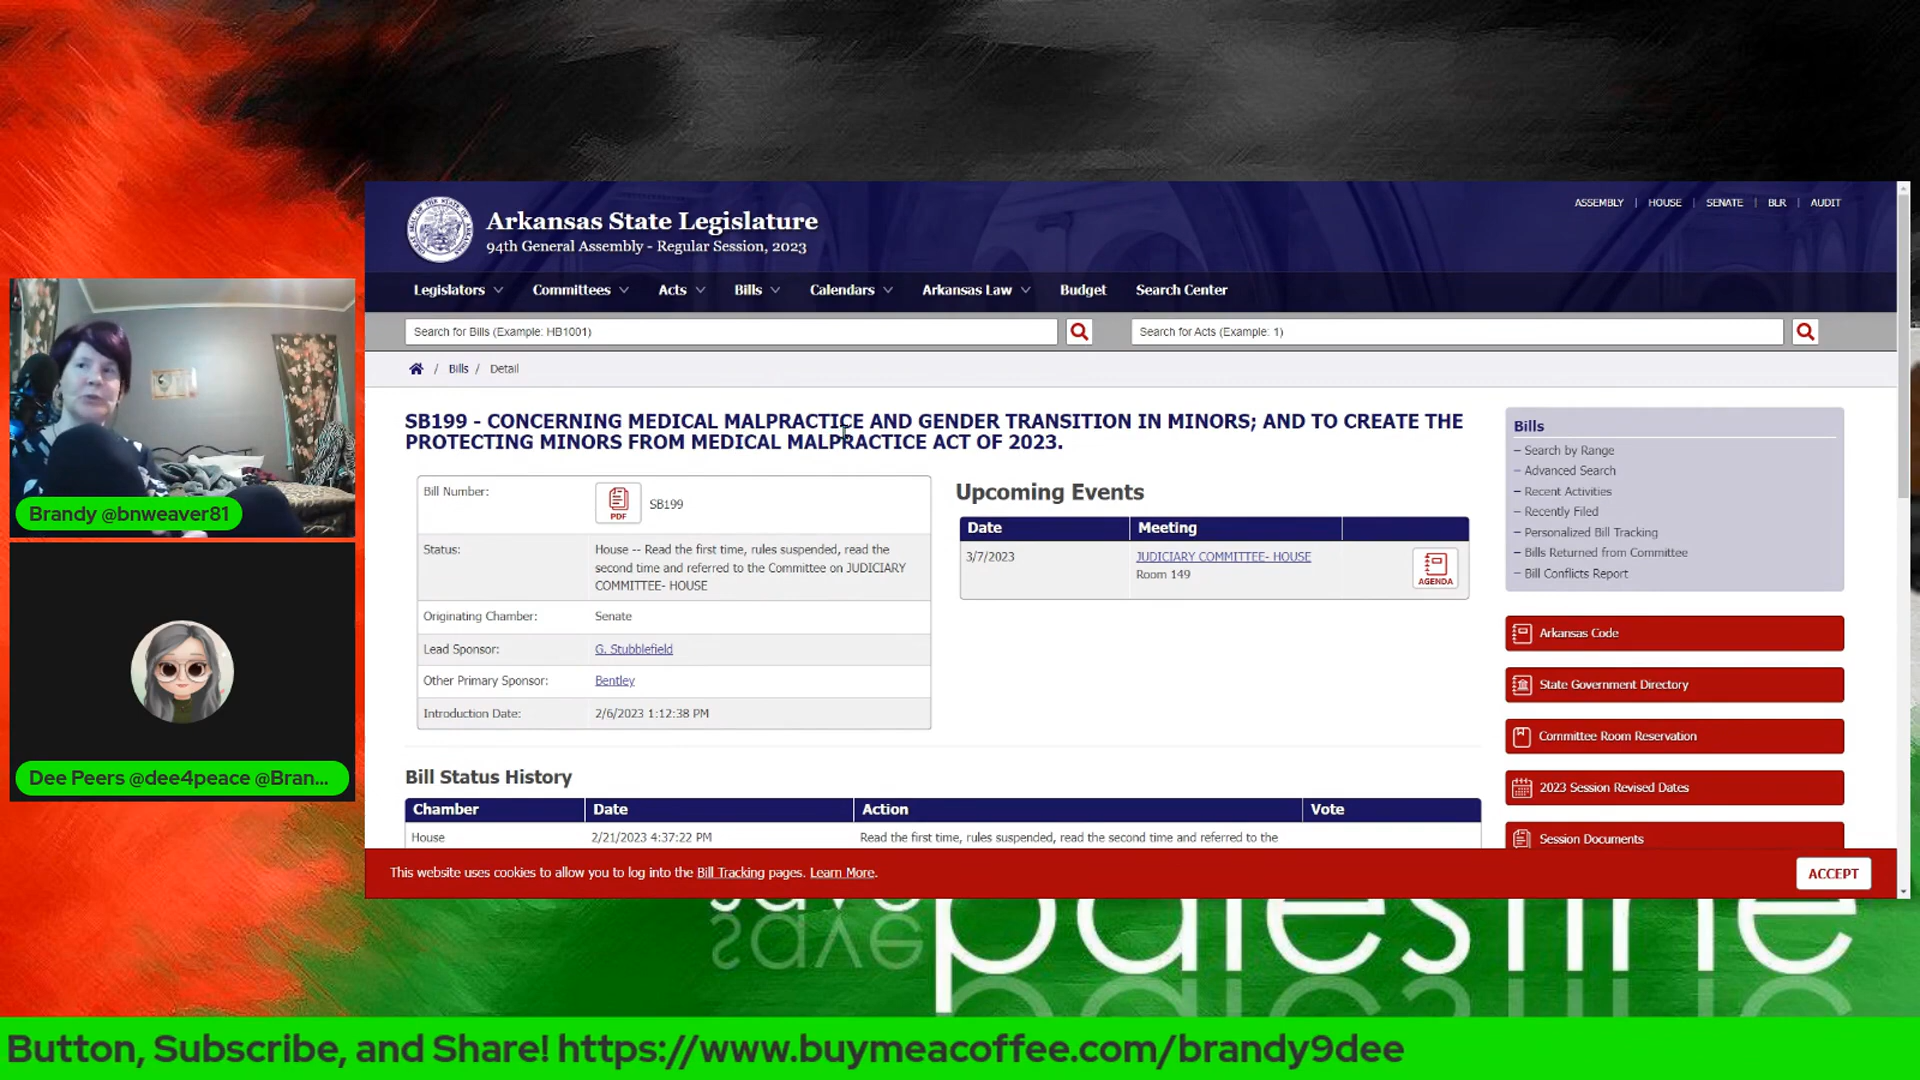 Arkansas State Legislature
94th General Assembly - Regular Session, 2023
ASSEMBLY | HOUSE | SENATE | BLR | AUDIT
Legislators Committees Acts Bills Calendars Arkansas Law Budget Search Center
Search for Bills (Example: HB1001)
Search for Acts (Example: 1)
/ Bills / Detail
SB199 - CONCERNING MEDICAL MALPRACTICE AND GENDER TRANSITION IN MINORS; AND TO CREATE THE
PROTECTING MINORS FROM MEDICAL MALPRACTICE ACT OF 2023.
Bill Number: PDF SB199
Status: House -- Read the first time, rules suspended, read the
second time and referred to the Committee on JUDICIARY
COMMITTEE- HOUSE
Originating Chamber: Senate
Lead Sponsor: G. Stubblefield
Other Primary Sponsor: Bentley
Introduction Date: 2/6/2023 1:12:38 PM
Upcoming Events
Date Meeting
3/7/2023 JUDICIARY COMMITTEE- HOUSE
Room 149
AGENDA
Bills
– Search by Range
– Advanced Search
– Recent Activities
– Recently Filed
– Personalized Bill Tracking
– Bills Returned from Committee
– Bill Conflicts Report
Arkansas Code
State Government Directory
Committee Room Reservation
2023 Session Revised Dates
Session Documents
Bill Status History
Chamber Date Action Vote
House 2/21/2023 4:37:22 PM Read the first time, rules suspended, read the second time and referred to the
This website uses cookies to allow you to log into the Bill Tracking pages. Learn More.
ACCEPT
Brandy @bnweaver81
Dee Peers @dee4peace @Bran...
save palestine
Button, Subscribe, and Share! https://www.buymeacoffee.com/brandy9dee